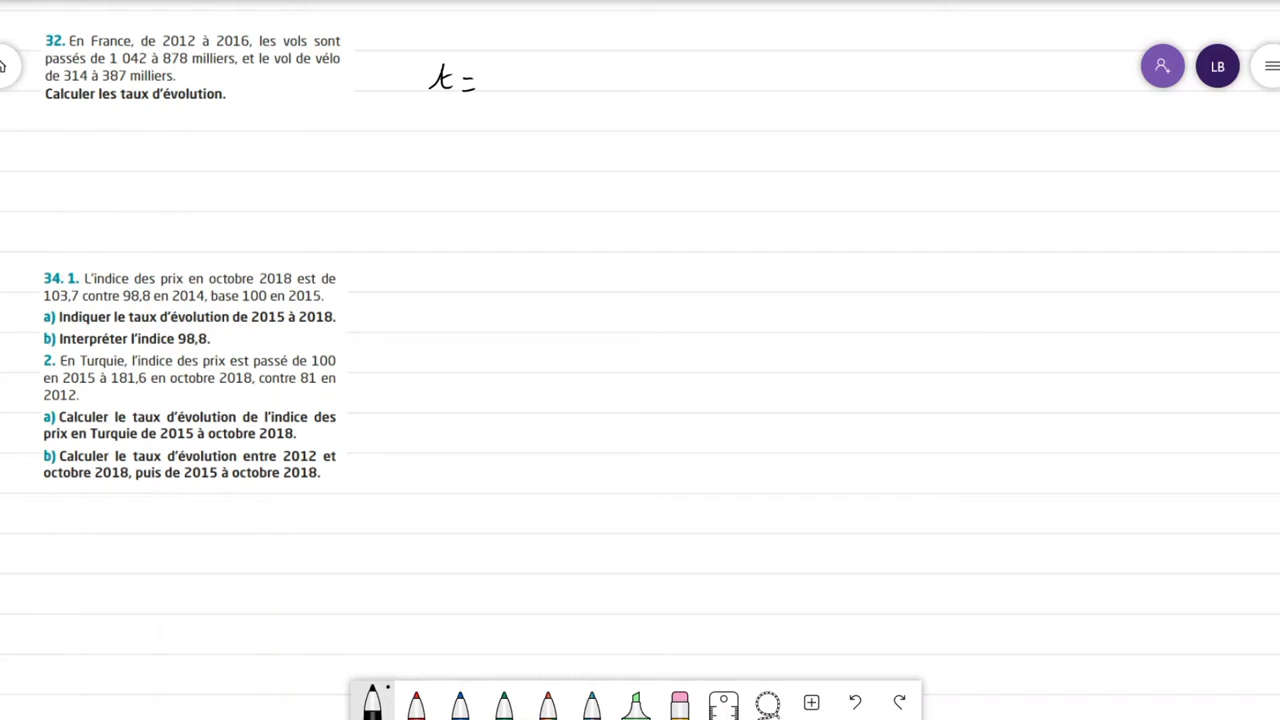 32. En France, de 2012 à 2016, les vols sont
passés de 1 042 à 878 milliers, et le vol de vélo
de 314 à 387 milliers.
Calculer les taux d'évolution.
t =
LB
34. 1. L'indice des prix en octobre 2018 est de
103,7 contre 98,8 en 2014, base 100 en 2015.
a) Indiquer le taux d'évolution de 2015 à 2018.
b) Interpréter l'indice 98,8.
2. En Turquie, l'indice des prix est passé de 100
en 2015 à 181,6 en octobre 2018, contre 81 en
2012.
a) Calculer le taux d'évolution de l'indice des
prix en Turquie de 2015 à octobre 2018.
b) Calculer le taux d'évolution entre 2012 et
octobre 2018, puis de 2015 à octobre 2018.